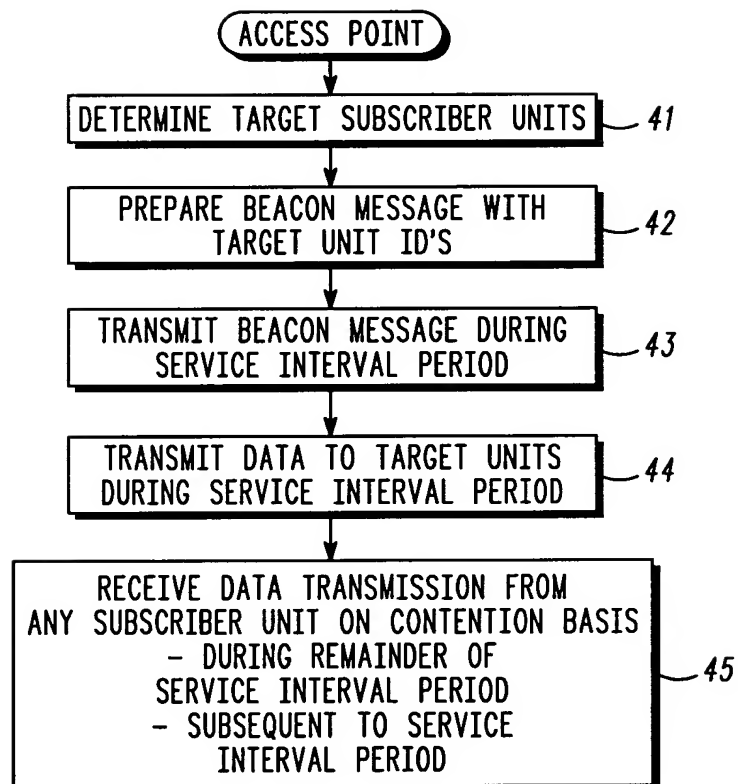 ACCESS POINT
DETERMINE TARGET SUBSCRIBER UNITS
41
PREPARE BEACON MESSAGE WITH
TARGET UNIT ID'S
42
TRANSMIT BEACON MESSAGE DURING
SERVICE INTERVAL PERIOD
43
TRANSMIT DATA TO TARGET UNITS
DURING SERVICE INTERVAL PERIOD
44
RECEIVE DATA TRANSMISSION FROM
ANY SUBSCRIBER UNIT ON CONTENTION BASIS
- DURING REMAINDER OF
SERVICE INTERVAL PERIOD
- SUBSEQUENT TO SERVICE
INTERVAL PERIOD
45